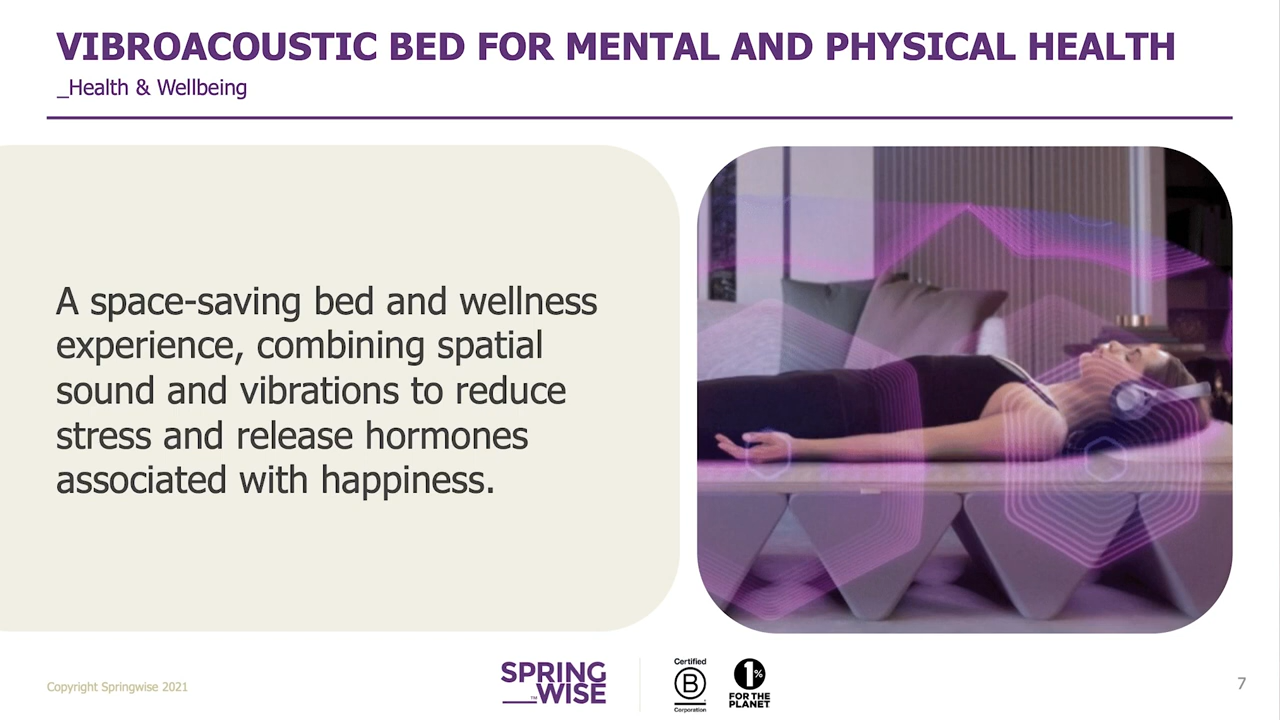 VIBROACOUSTIC BED FOR MENTAL AND PHYSICAL HEALTH
_Health & Wellbeing
A space-saving bed and wellness
experience, combining spatial
sound and vibrations to reduce
stress and release hormones
associated with happiness.
Copyright Springwise 2021
SPRING
WISE
TM
Certified
B
Corporation
1%
FOR THE
PLANET
7